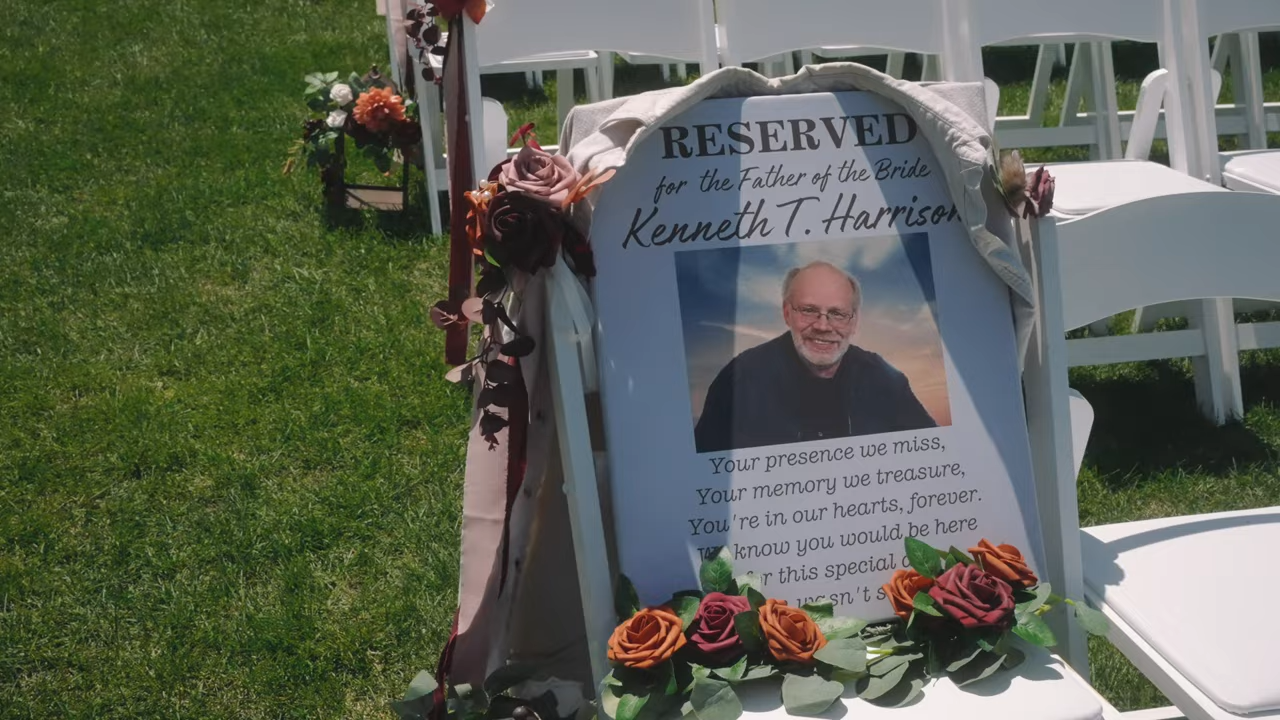 RESERVED
for the Father of the Bride
Kenneth T. Harrison
Your presence we miss,
Your memory we treasure,
You're in our hearts, forever.
know you would be here
for this special
wasn't